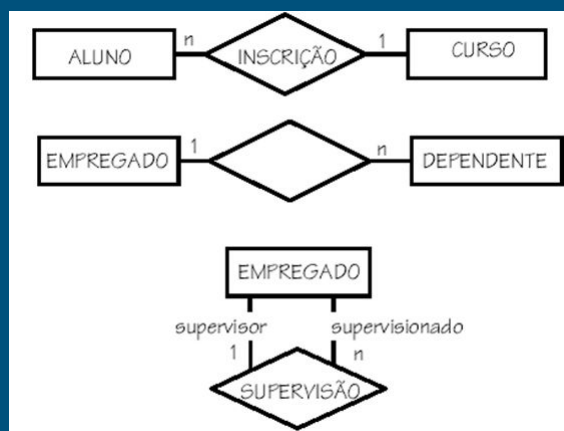 ALUNO n INSCRIÇÃO 1 CURSO
EMPREGADO 1 n DEPENDENTE
EMPREGADO
supervisor supervisionado
1 n
SUPERVISÃO